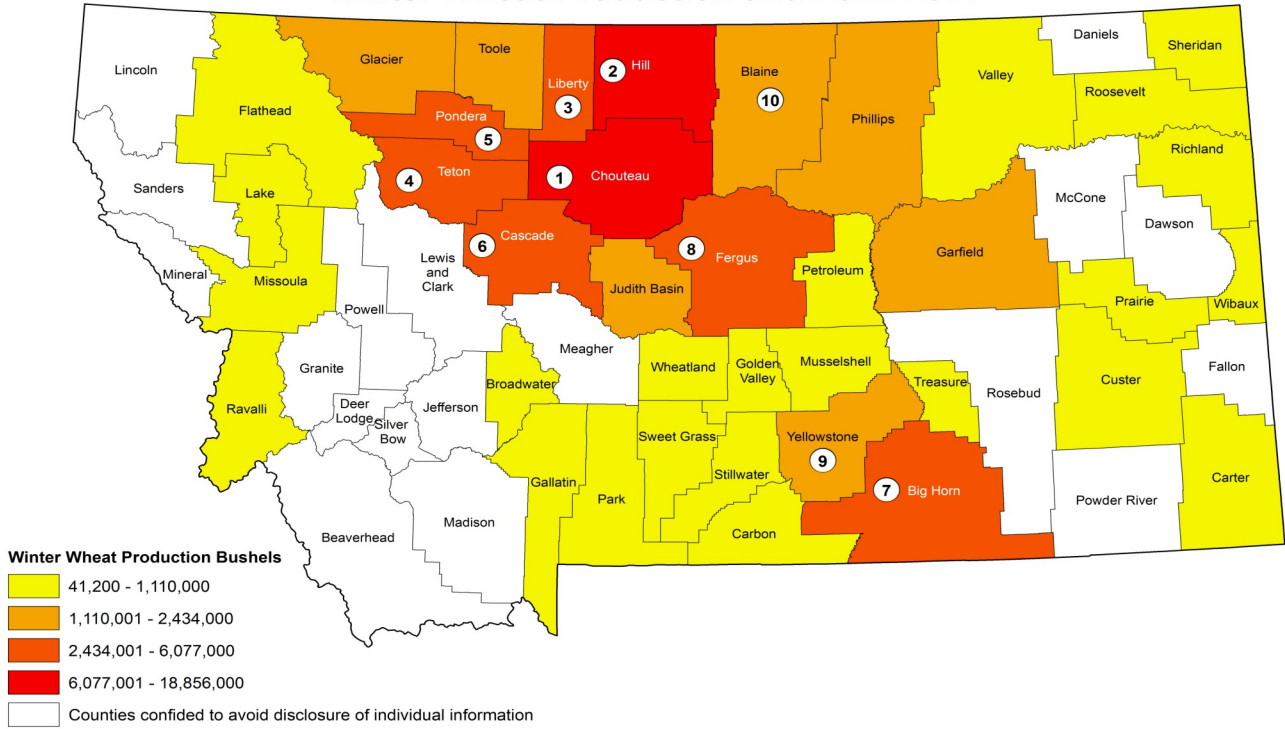 Daniels
Sheridan
Lincoln
Glacier
Toole
Liberty
3
2
Hill
Blaine
10
Phillips
Valley
Roosevelt
Flathead
Pondera
5
Richland
Sanders
Lake
4
Teton
1
Chouteau
McCone
Dawson
Mineral
Missoula
Powell
Lewis
and
Clark
6
Cascade
Judith Basin
8
Fergus
Petroleum
Garfield
Prairie
Wibaux
Granite
Meagher
Wheatland
Golden
Valley
Musselshell
Treasure
Rosebud
Custer
Fallon
Ravalli
Deer
Lodge
Silver
Bow
Jefferson
Broadwater
Sweet Grass
Yellowstone
9
Gallatin
Park
Stillwater
7
Big Horn
Powder River
Carter
Beaverhead
Madison
Carbon
Winter Wheat Production Bushels
41,200 - 1,110,000
1,110,001 - 2,434,000
2,434,001 - 6,077,000
6,077,001 - 18,856,000
Counties confided to avoid disclosure of individual information